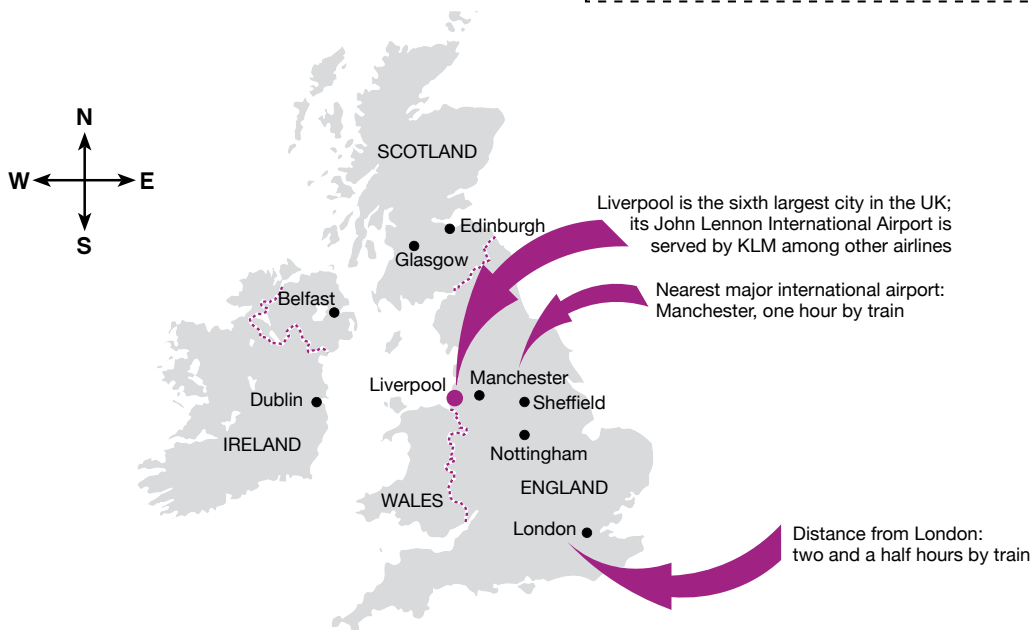 N
W
E
S
SCOTLAND
Edinburgh
Glasgow
Belfast
Liverpool is the sixth largest city in the UK;
its John Lennon International Airport is
served by KLM among other airlines
Nearest major international airport:
Manchester, one hour by train
Liverpool
Manchester
Dublin
Sheffield
IRELAND
Nottingham
WALES
ENGLAND
London
Distance from London:
two and a half hours by train